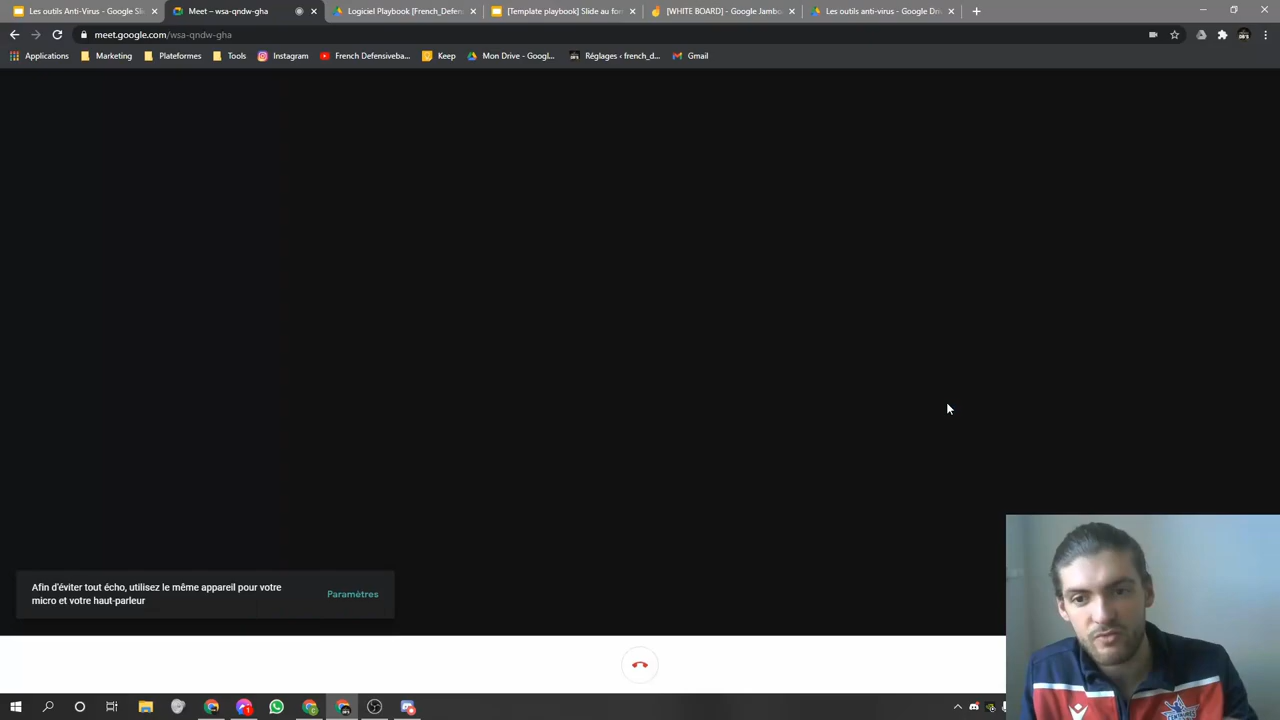 Les outils Anti-Virus - Google Sli
Meet – wsa-qndw-gha
Logiciel Playbook [French_Defen
[Template playbook] Slide au for
[WHITE BOARD] - Google Jambo
Les outils anti-virus - Google Dri
meet.google.com/wsa-qndw-gha
Applications
Marketing
Plateformes
Tools
Instagram
French Defensiveba...
Keep
Mon Drive - Googl...
Réglages ‹ french_d...
Gmail
Afin d'éviter tout écho, utilisez le même appareil pour votre
micro et votre haut-parleur
Paramètres